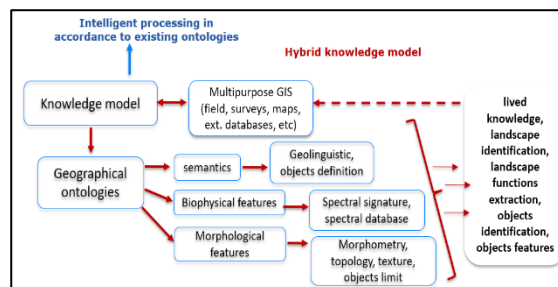 Intelligent processing in
accordance to existing ontologies
Hybrid knowledge model
Knowledge model
Multipurpose GIS
(field, surveys, maps,
ext. databases, etc)
Geographical
ontologies
semantics
Geolinguistic,
objects definition
Biophysical features
Spectral signature,
spectral database
Morphological
features
Morphometry,
topology, texture,
objects limit
lived
knowledge,
landscape
identification,
landscape
functions
extraction,
objects
identification,
objects features